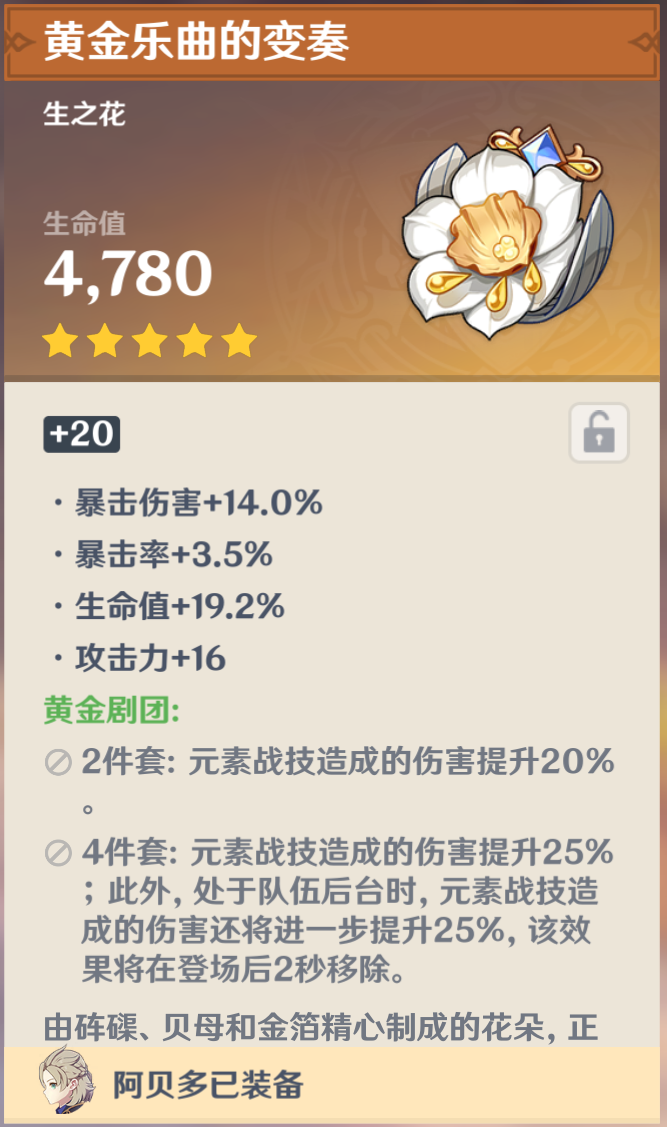 黄金乐曲的变奏
生之花
生命值
4,780
+20
·暴击伤害+14.0%
·暴击率+3.5%
·生命值+19.2%
·攻击力+16
黄金剧团:
2件套: 元素战技造成的伤害提升20%
。
4件套: 元素战技造成的伤害提升25%
；此外, 处于队伍后台时, 元素战技造
成的伤害还将进一步提升25%, 该效
果将在登场后2秒移除。
由砗磲、贝母和金箔精心制成的花朵, 正
阿贝多已装备